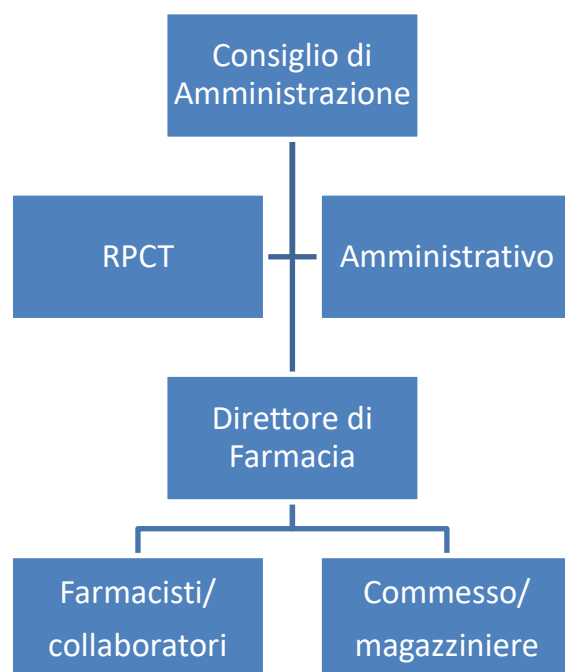 Consiglio di
Amministrazione
RPCT
Amministrativo
Direttore di
Farmacia
Farmacisti/
collaboratori
Commesso/
magazziniere